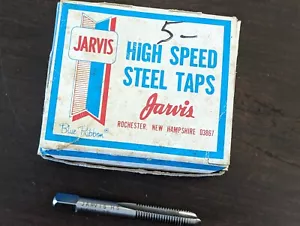 5-
JARVIS
HIGH SPEED
STEEL TAPS
Jarvis
ROCHESTER, NEW HAMPSHIRE 03867
Blue Ribbon